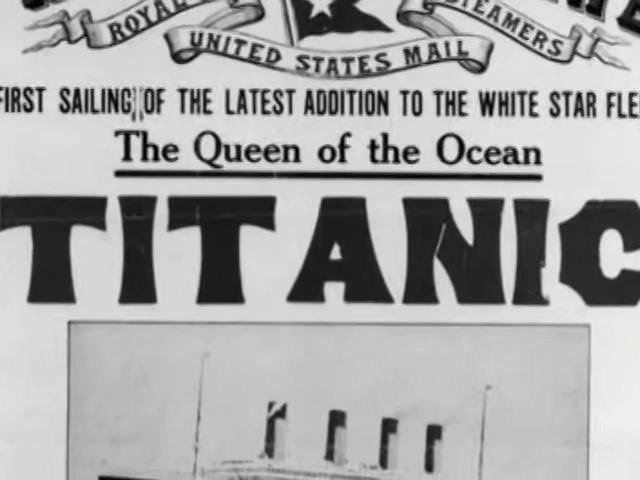 ROYAL
STEAMERS
UNITED STATES MAIL
FIRST SAILING OF THE LATEST ADDITION TO THE WHITE STAR FLE
The Queen of the Ocean
TITANIC